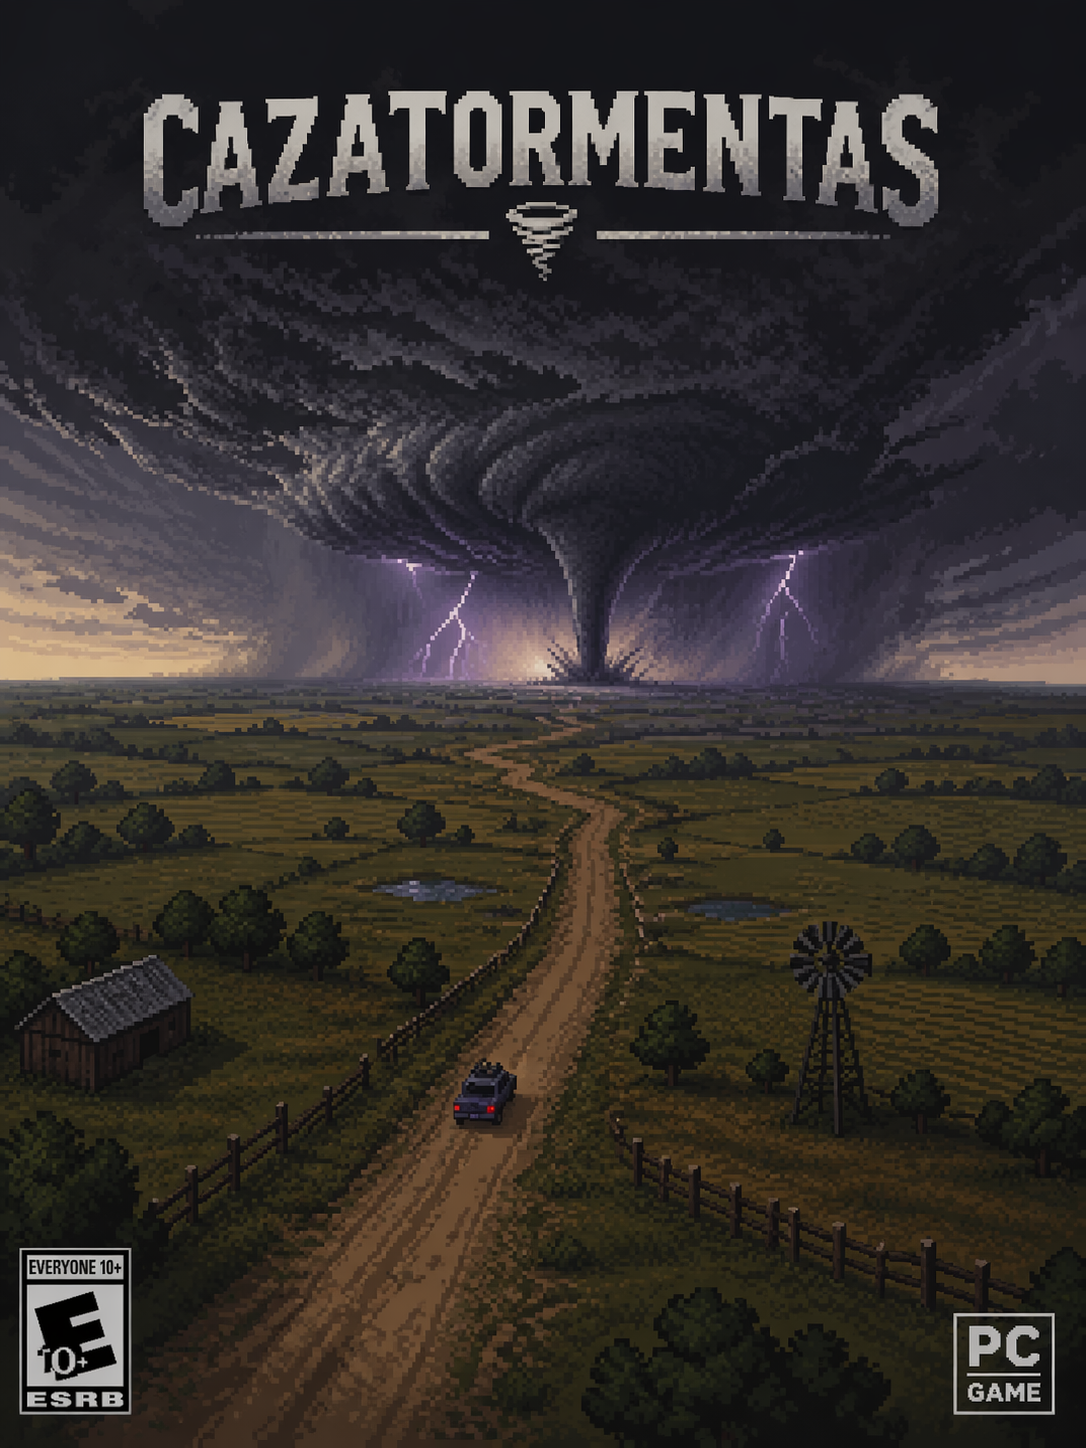 CAZATORMENTAS
EVERYONE 10+
E
10+
ESRB
PC
GAME